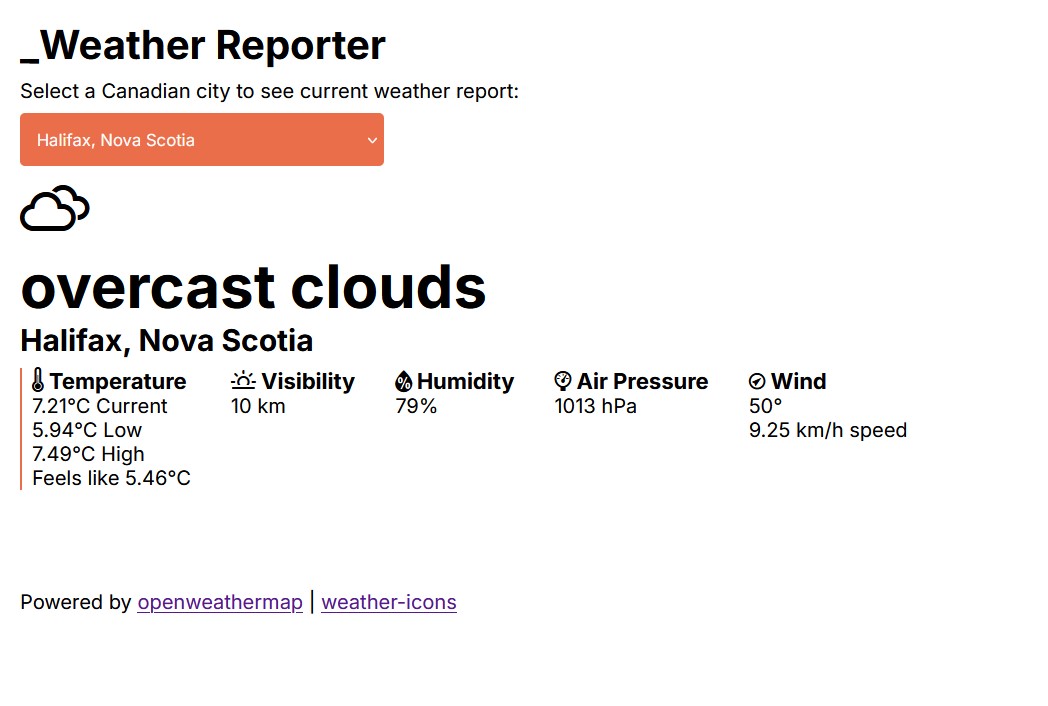 _Weather Reporter
Select a Canadian city to see current weather report:
Halifax, Nova Scotia
overcast clouds
Halifax, Nova Scotia
Temperature
7.21°C Current
5.94°C Low
7.49°C High
Feels like 5.46°C
Visibility
10 km
%
Humidity
79%
Air Pressure
1013 hPa
Wind
50°
9.25 km/h speed
Powered by openweathermap | weather-icons